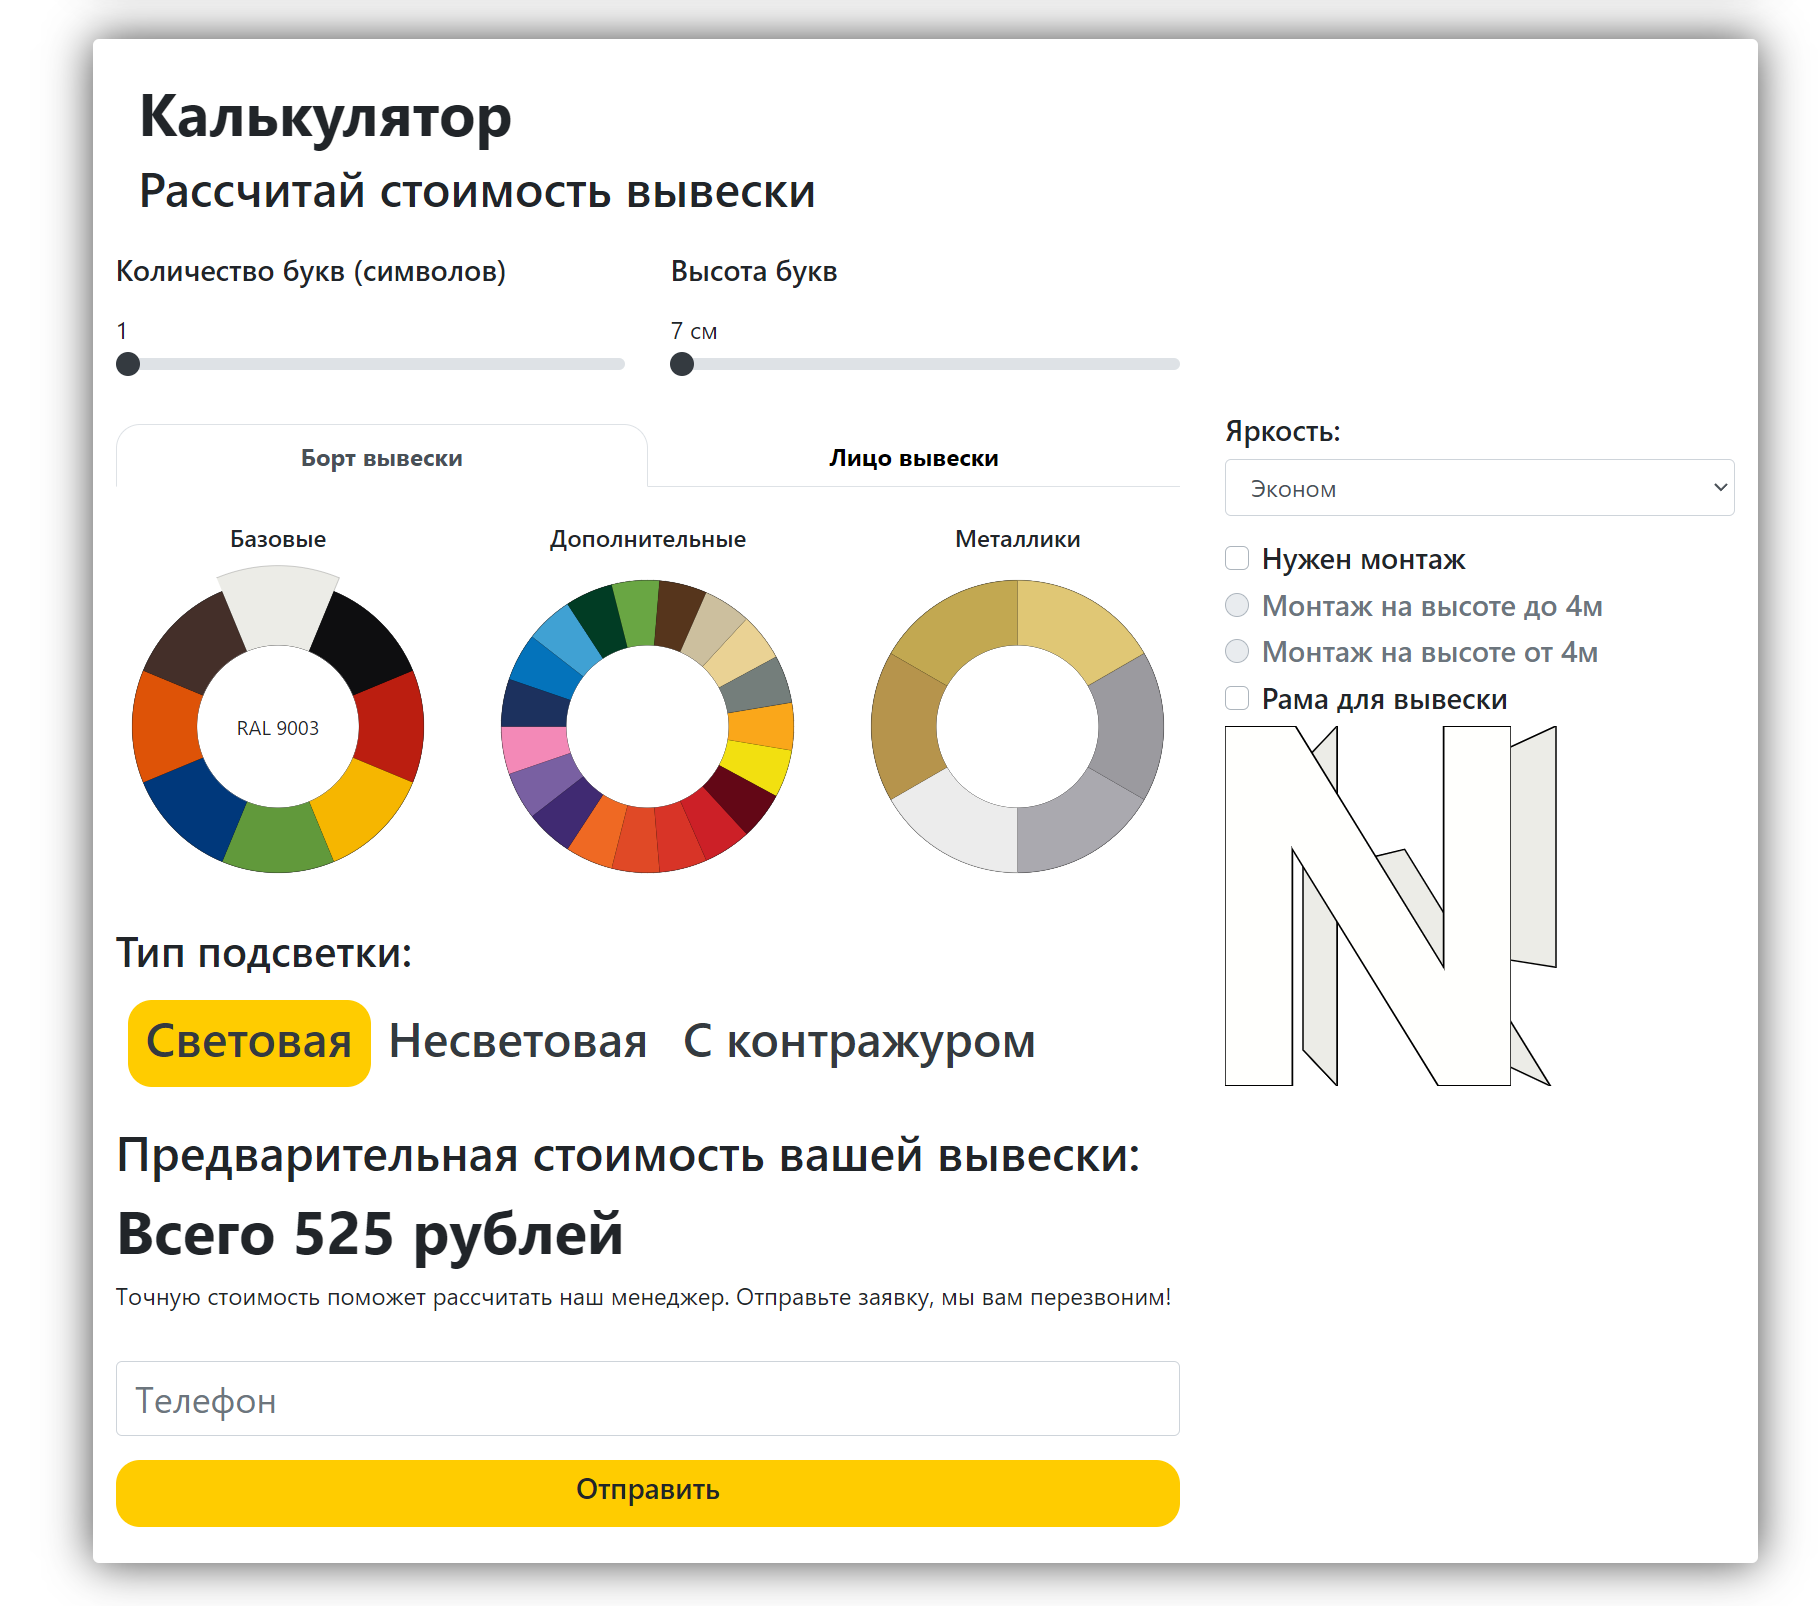 Калькулятор
Рассчитай стоимость вывески
Количество букв (символов)
1
Высота букв
7 см
Борт вывески
Лицо вывески
Базовые
RAL 9003
Дополнительные
Металлики
Яркость:
Эконом
Нужен монтаж
Монтаж на высоте до 4м
Монтаж на высоте от 4м
Рама для вывески
N
Тип подсветки:
Световая
Несветовая
С контражуром
Предварительная стоимость вашей вывески:
Всего 525 рублей
Точную стоимость поможет рассчитать наш менеджер. Отправьте заявку, мы вам перезвоним!
Телефон
Отправить